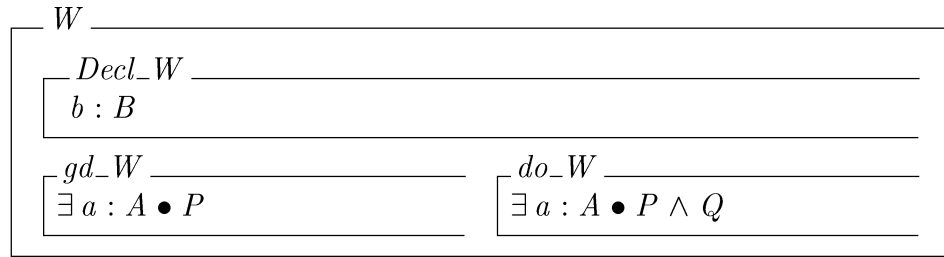 W
Decl_W
b : B
gd_W do_W
∃ a : A • P ∃ a : A • P ∧ Q